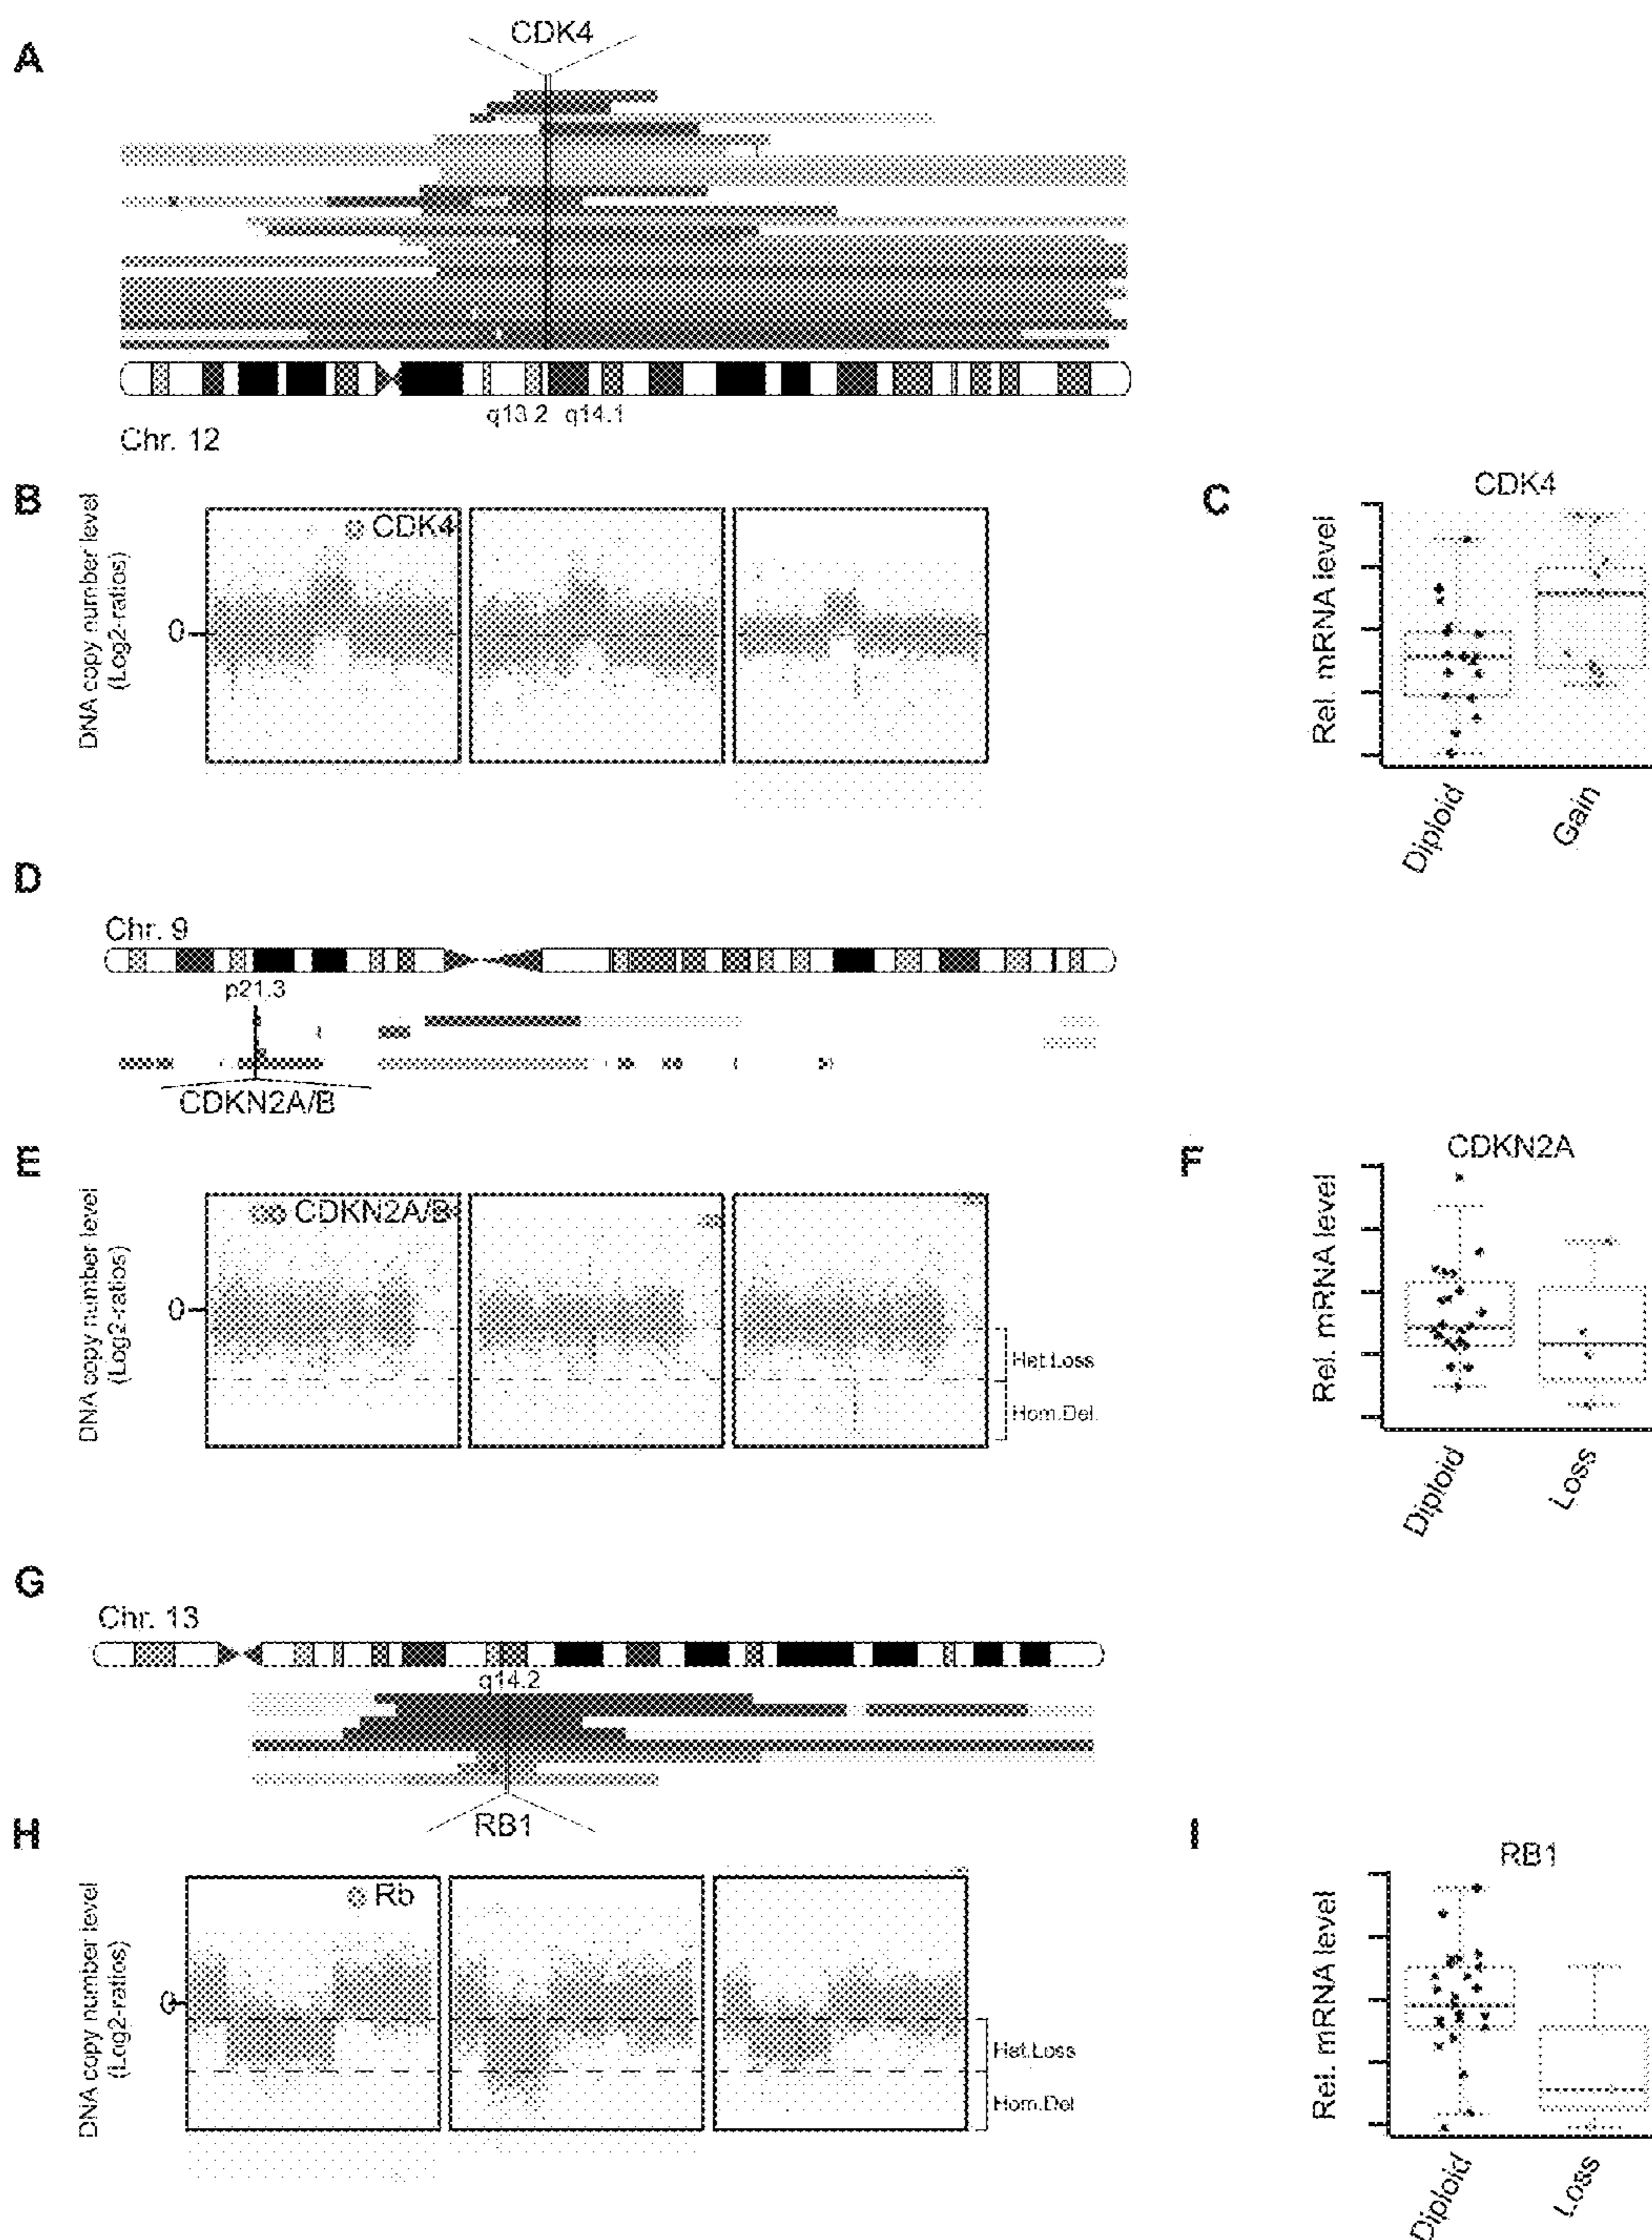 A
CDK4
q13.2 q14.1
Chr. 12
B
DNA copy number level
(Log2-ratios)
0
CDK4
C
CDK4
Rel. mRNA level
Diploid
Gain
D
Chr. 9
p21.3
CDKN2A/B
E
DNA copy number level
(Log2-ratios)
0
CDKN2A/B
Het.Loss
Hom.Del.
F
CDKN2A
Rel. mRNA level
Diploid
Loss
G
Chr. 13
q14.2
RB1
H
DNA copy number level
(Log2-ratios)
0
Rb
Het.Loss
Hom.Del
I
RB1
Rel. mRNA level
Diploid
Loss